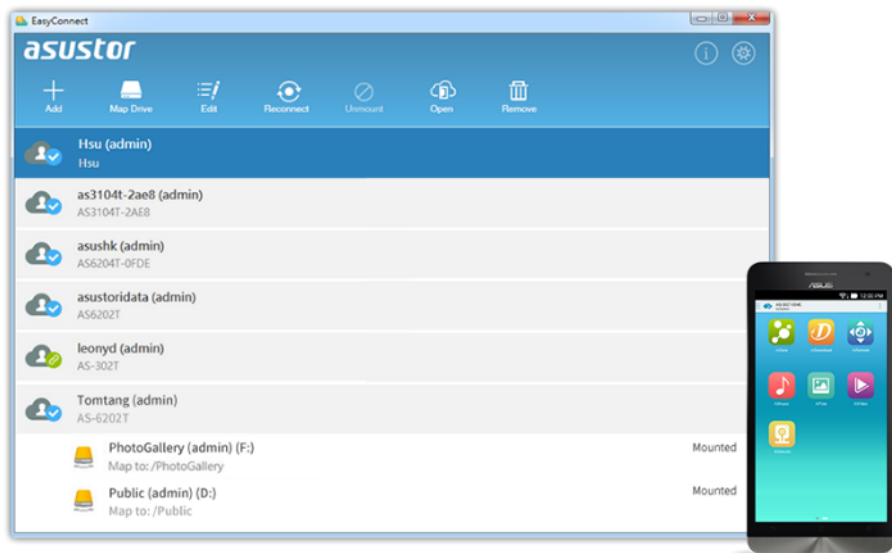 EasyConnect
asustor
Add
Map Drive
Edit
Reconnect
Unmount
Open
Remove
Hsu (admin)
Hsu
as3104t-2ae8 (admin)
AS3104T-2AE8
asushk (admin)
AS6204T-0FDE
asustoridata (admin)
AS6202T
leonyd (admin)
AS-302T
Tomtang (admin)
AS-6202T
PhotoGallery (admin) (F:)
Mounted
Map to: /PhotoGallery
Public (admin) (D:)
Mounted
Map to: /Public
ASUS